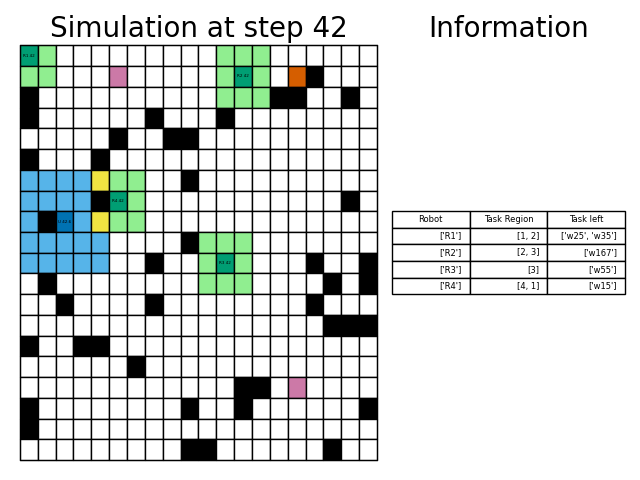 Simulation at step 42
Information
Robot Task Region Task left
['R1'] [1, 2] ['w25', 'w35']
['R2'] [2, 3] ['w167']
['R3'] [3] ['w55']
['R4'] [4, 1] ['w15']